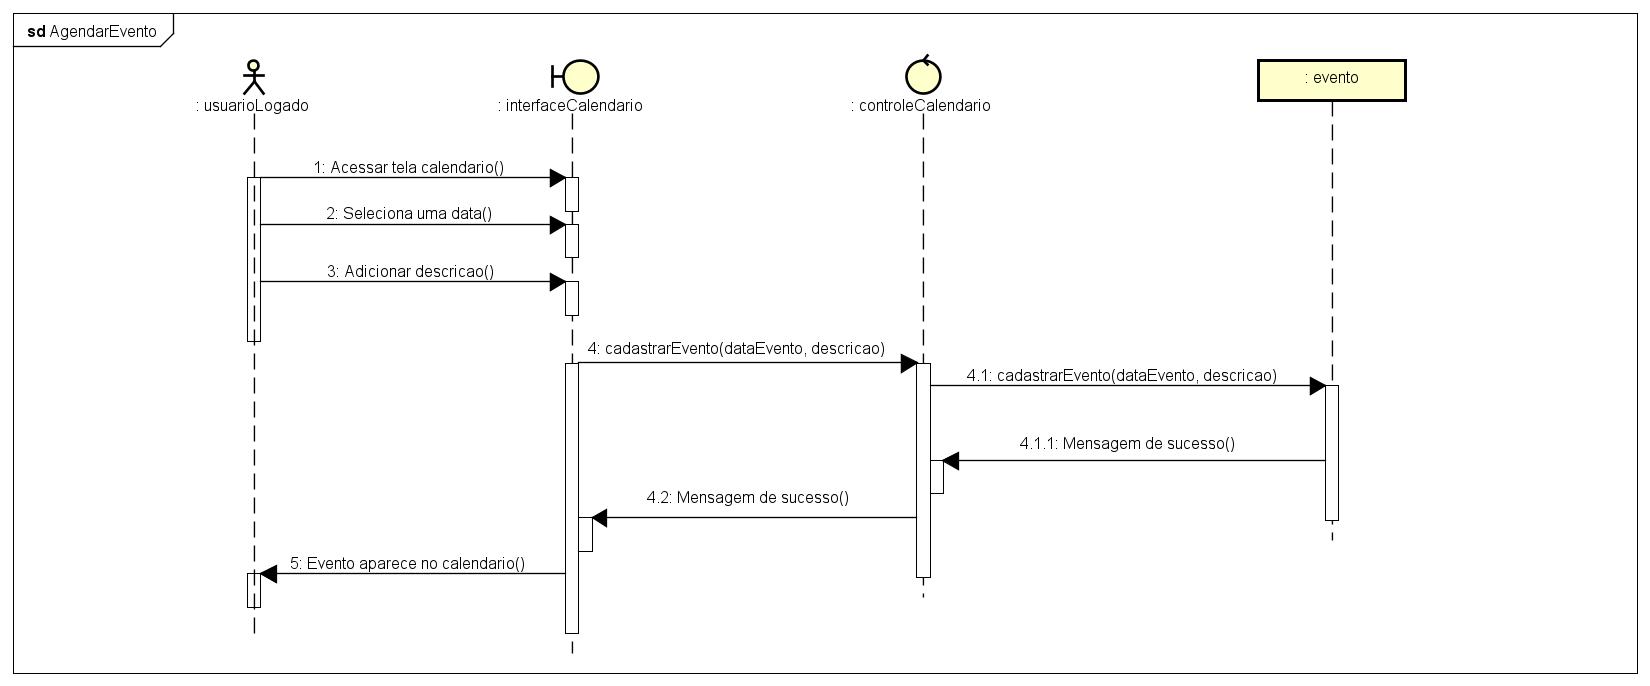 sd AgendarEvento
: usuarioLogado
: interfaceCalendario
: controleCalendario
: evento
1: Acessar tela calendario()
2: Seleciona uma data()
3: Adicionar descricao()
4: cadastrarEvento(dataEvento, descricao)
4.1: cadastrarEvento(dataEvento, descricao)
4.1.1: Mensagem de sucesso()
4.2: Mensagem de sucesso()
5: Evento aparece no calendario()